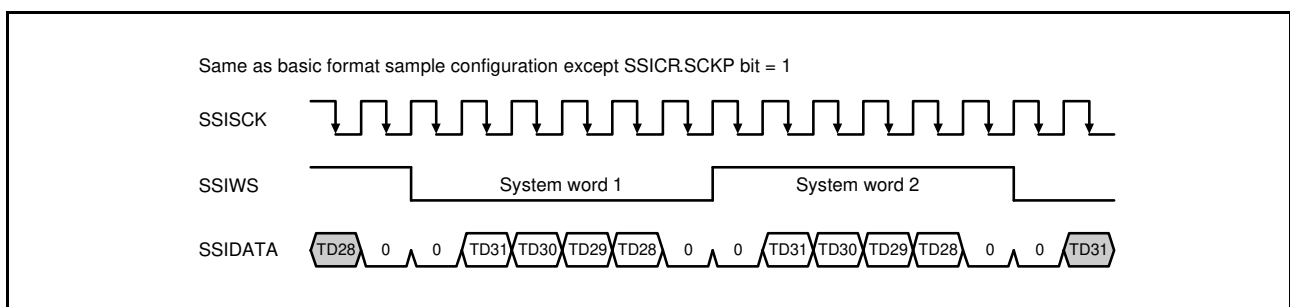 Same as basic format sample configuration except SSICR.SCKP bit = 1
SSISCK
SSIWS System word 1 System word 2
SSIDATA TD28 0 0 TD31 TD30 TD29 TD28 0 0 TD31 TD30 TD29 TD28 0 0 TD31